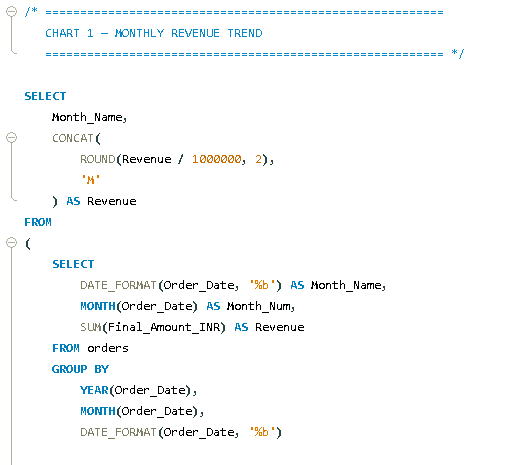 /* =========================================================
CHART 1 — MONTHLY REVENUE TREND
========================================================= */
SELECT
Month_Name,
CONCAT(
ROUND(Revenue / 1000000, 2),
'M'
) AS Revenue
FROM
(
SELECT
DATE_FORMAT(Order_Date, '%b') AS Month_Name,
MONTH(Order_Date) AS Month_Num,
SUM(Final_Amount_INR) AS Revenue
FROM orders
GROUP BY
YEAR(Order_Date),
MONTH(Order_Date),
DATE_FORMAT(Order_Date, '%b')